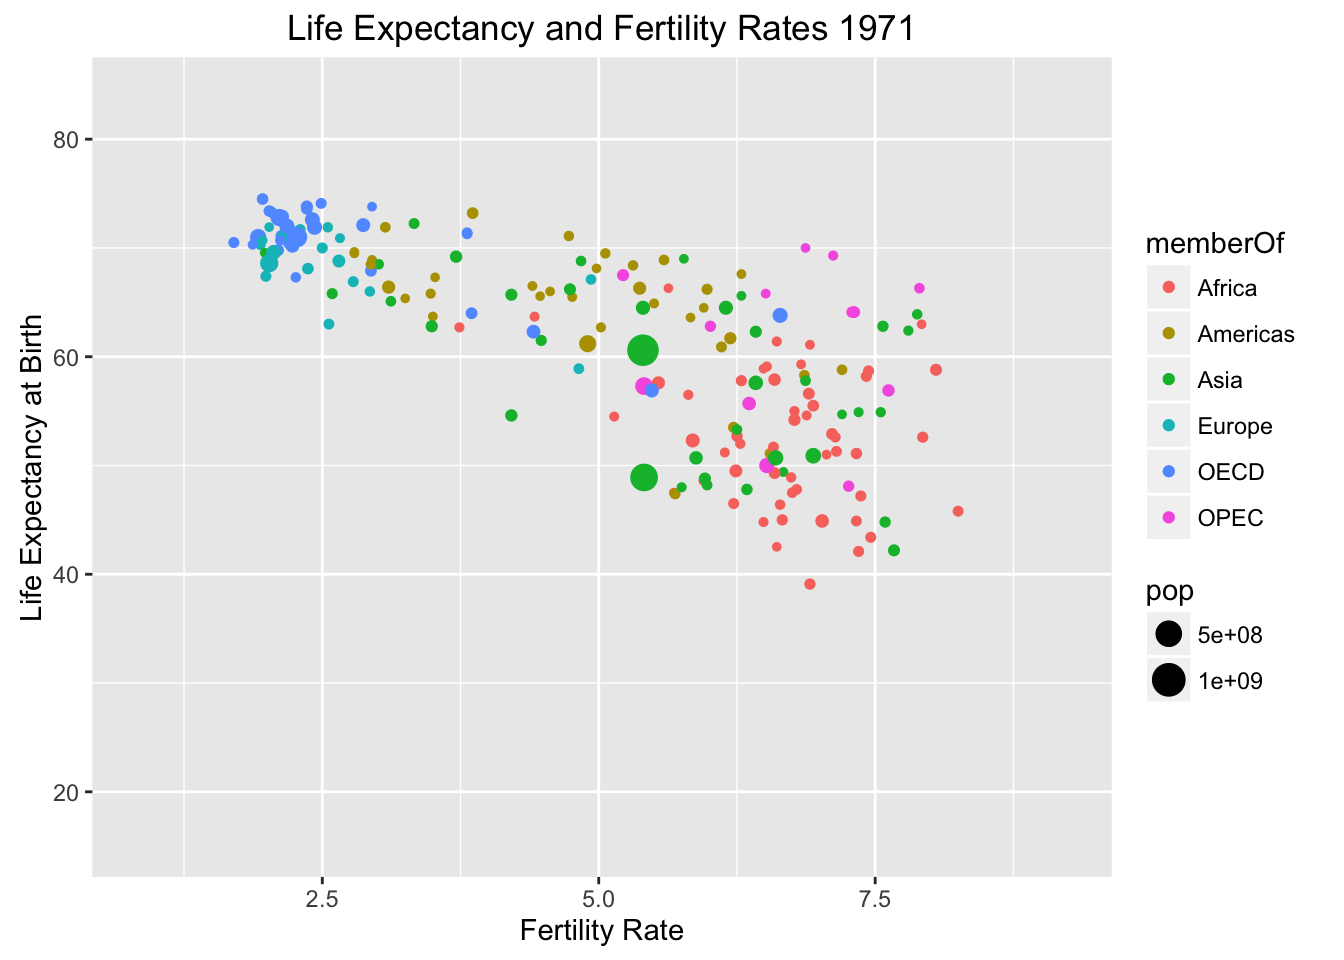 Life Expectancy and Fertility Rates 1971
Life Expectancy at Birth
80
60
40
20
2.5
5.0
7.5
Fertility Rate
memberOf
Africa
Americas
Asia
Europe
OECD
OPEC
pop
5e+08
1e+09